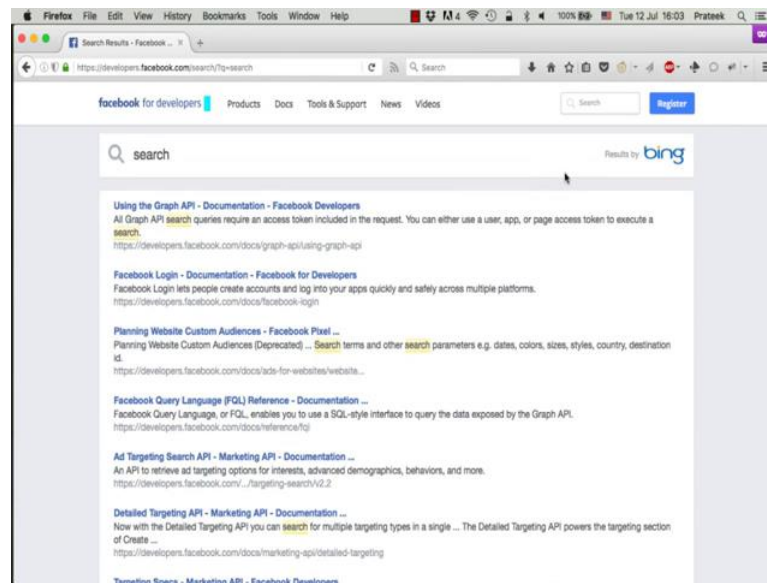 Firefox File Edit View History Bookmarks Tools Window Help 4 100% Tue 12 Jul 16:03 Prateek
Search Results - Facebook ...
https://developers.facebook.com/search/?q=search Search
facebook for developers Products Docs Tools & Support News Videos Search Register
search Results by bing
Using the Graph API - Documentation - Facebook Developers
All Graph API search queries require an access token included in the request. You can either use a user, app, or page access token to execute a
search.
https://developers.facebook.com/docs/graph-api/using-graph-api
Facebook Login - Documentation - Facebook for Developers
Facebook Login lets people create accounts and log into your apps quickly and safely across multiple platforms.
https://developers.facebook.com/docs/facebook-login
Planning Website Custom Audiences - Facebook Pixel ...
Planning Website Custom Audiences (Deprecated) ... Search terms and other search parameters e.g. dates, colors, sizes, styles, country, destination
id.
https://developers.facebook.com/docs/ads-for-websites/website...
Facebook Query Language (FQL) Reference - Documentation ...
Facebook Query Language, or FQL, enables you to use a SQL-style interface to query the data exposed by the Graph API.
https://developers.facebook.com/docs/reference/fql
Ad Targeting Search API - Marketing API - Documentation ...
An API to retrieve ad targeting options for interests, advanced demographics, behaviors, and more.
https://developers.facebook.com/.../targeting-search/v2.2
Detailed Targeting API - Marketing API - Documentation ...
Now with the Detailed Targeting API you can search for multiple targeting types in a single ... The Detailed Targeting API powers the targeting section
of Create ...
https://developers.facebook.com/docs/marketing-api/detailed-targeting
Targeting Specs - Marketing API - Facebook Developers